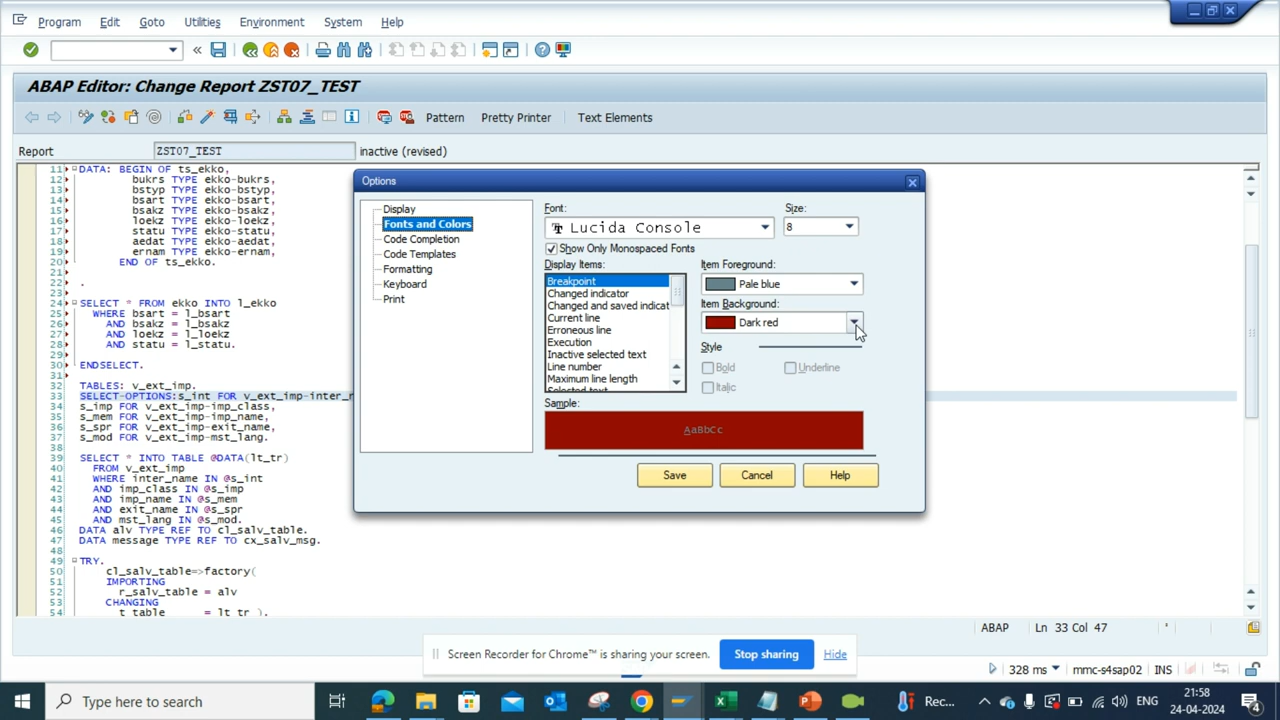 Program Edit Goto Utilities Environment System Help
ABAP Editor: Change Report ZST07_TEST
Pattern Pretty Printer Text Elements
Report ZST07_TEST inactive (revised)
11 DATA: BEGIN OF ts_ekko,
12 bukrs TYPE ekko-bukrs,
13 bstyp TYPE ekko-bstyp,
14 bsart TYPE ekko-bsart,
15 bsakz TYPE ekko-bsakz,
16 loekz TYPE ekko-loekz,
17 statu TYPE ekko-statu,
18 aedat TYPE ekko-aedat,
19 ernam TYPE ekko-ernam,
20 END OF ts_ekko.
21
22 .
23
24 SELECT * FROM ekko INTO l_ekko
25 WHERE bsart = l_bsart
26 AND bsakz = l_bsakz
27 AND loekz = l_loekz
28 AND statu = l_statu.
29
30 ENDSELECT.
31
32 TABLES: v_ext_imp.
33 SELECT-OPTIONS:s_int FOR v_ext_imp-inter_n
34 s_imp FOR v_ext_imp-imp_class,
35 s_mem FOR v_ext_imp-imp_name,
36 s_spr FOR v_ext_imp-exit_name,
37 s_mod FOR v_ext_imp-mst_lang.
38
39 SELECT * INTO TABLE @DATA(lt_tr)
40 FROM v_ext_imp
41 WHERE inter_name IN @s_int
42 AND imp_class IN @s_imp
43 AND imp_name IN @s_mem
44 AND exit_name IN @s_spr
45 AND mst_lang IN @s_mod.
46 DATA alv TYPE REF TO cl_salv_table.
47 DATA message TYPE REF TO cx_salv_msg.
48
49 TRY.
50 cl_salv_table=>factory(
51 IMPORTING
52 r_salv_table = alv
53 CHANGING
54 t_table = lt_tr ).
Options
Display
Fonts and Colors
Code Completion
Code Templates
Formatting
Keyboard
Print
Font: Size:
Lucida Console 8
Show Only Monospaced Fonts
Display Items:
Breakpoint
Changed indicator
Changed and saved indicat
Current line
Erroneous line
Execution
Inactive selected text
Line number
Maximum line length
Selected text
Item Foreground:
Pale blue
Item Background:
Dark red
Style
Bold Underline
Italic
Sample:
AaBbCc
Save Cancel Help
ABAP Ln 33 Col 47
Screen Recorder for Chrome™ is sharing your screen. Stop sharing Hide
328 ms mmc-s4sap02 INS
Type here to search
Rec...
ENG
21:58
24-04-2024
4